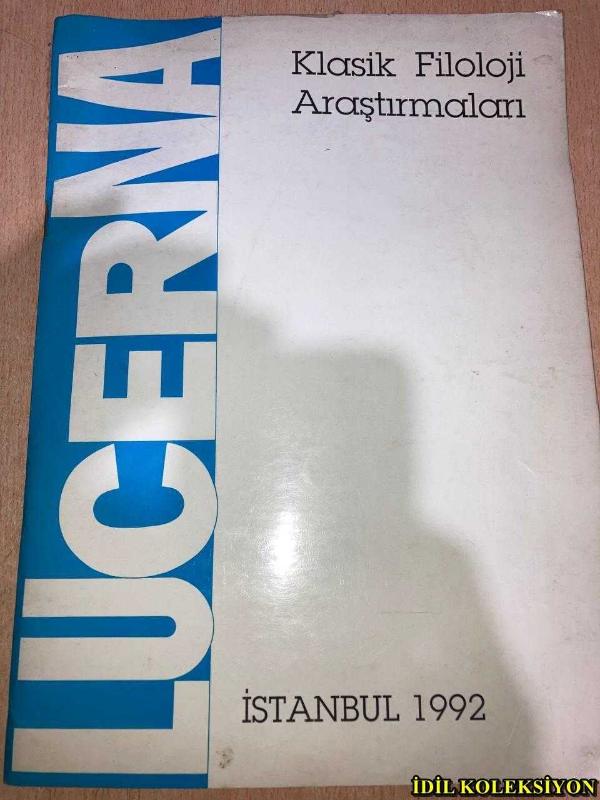 LUCERNA
Klasik Filoloji
Araştırmaları
İSTANBUL 1992
İDİL KOLEKSİYON